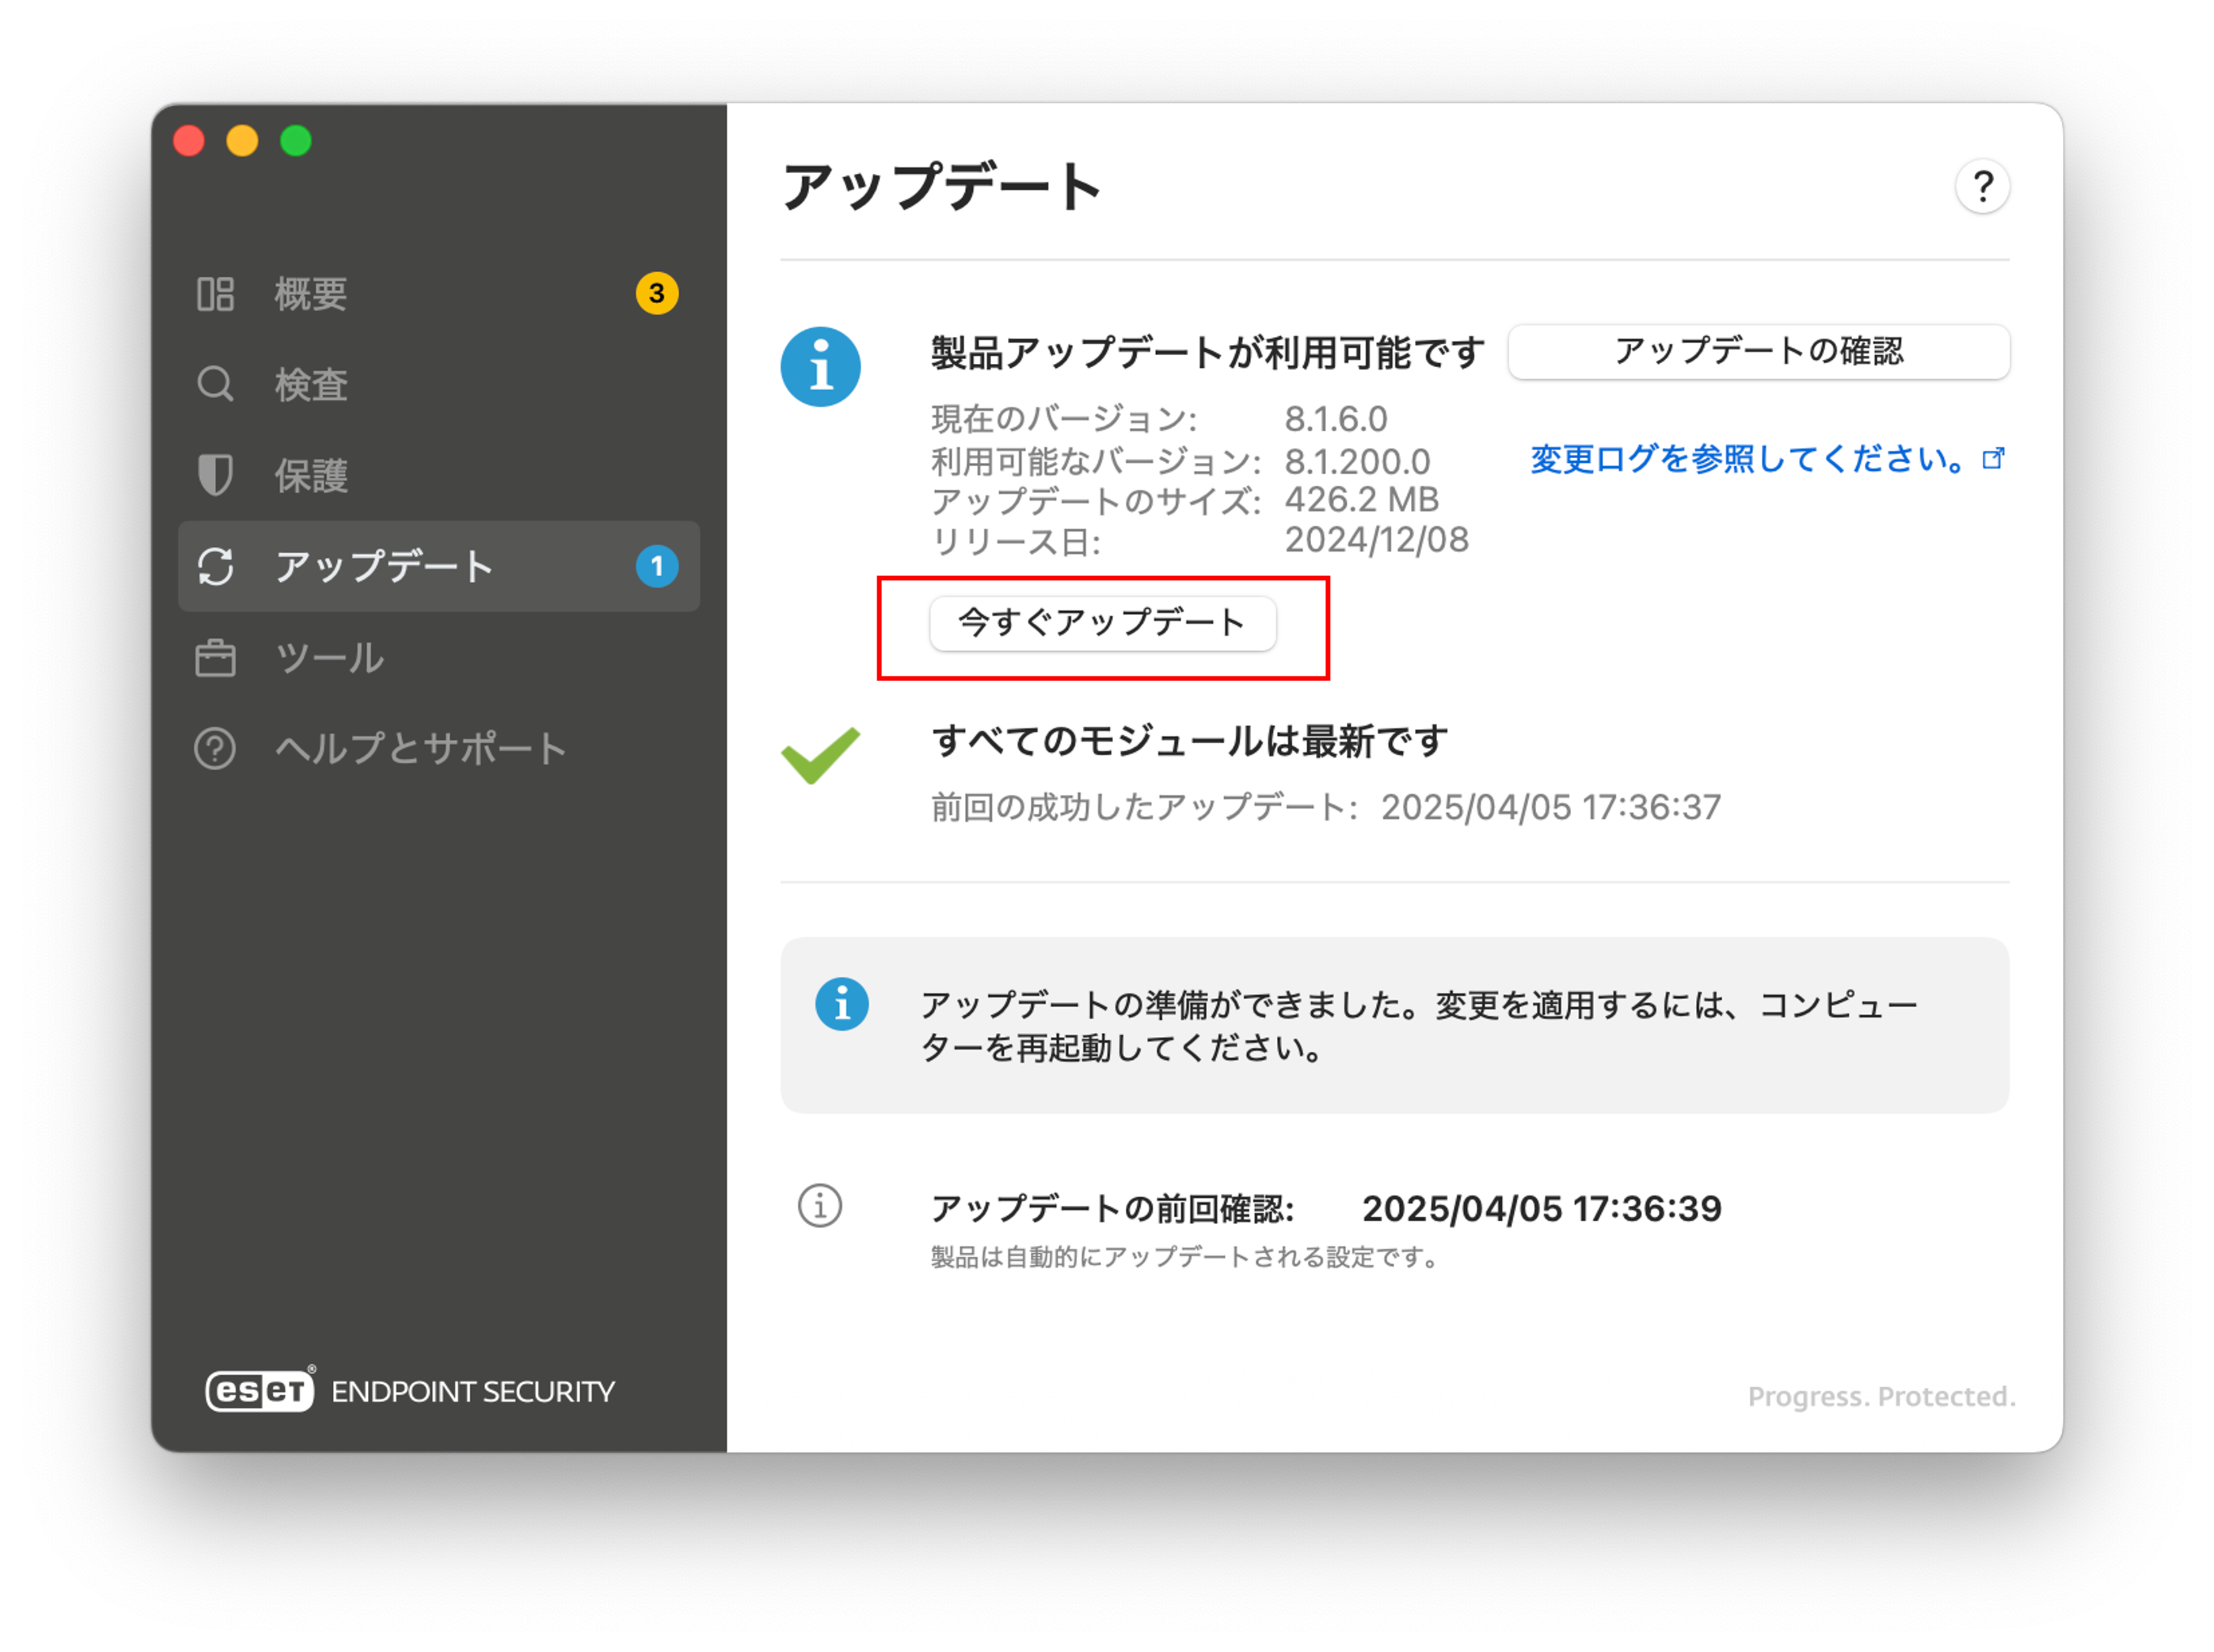 アップデート
?
概要
3
検査
保護
アップデート
1
ツール
ヘルプとサポート
製品アップデートが利用可能です
アップデートの確認
現在のバージョン: 8.1.6.0
利用可能なバージョン: 8.1.200.0
変更ログを参照してください。
アップデートのサイズ: 426.2 MB
リリース日: 2024/12/08
今すぐアップデート
すべてのモジュールは最新です
前回の成功したアップデート: 2025/04/05 17:36:37
アップデートの準備ができました。変更を適用するには、コンピュー
ターを再起動してください。
アップデートの前回確認: 2025/04/05 17:36:39
製品は自動的にアップデートされる設定です。
eseT® ENDPOINT SECURITY
Progress. Protected.